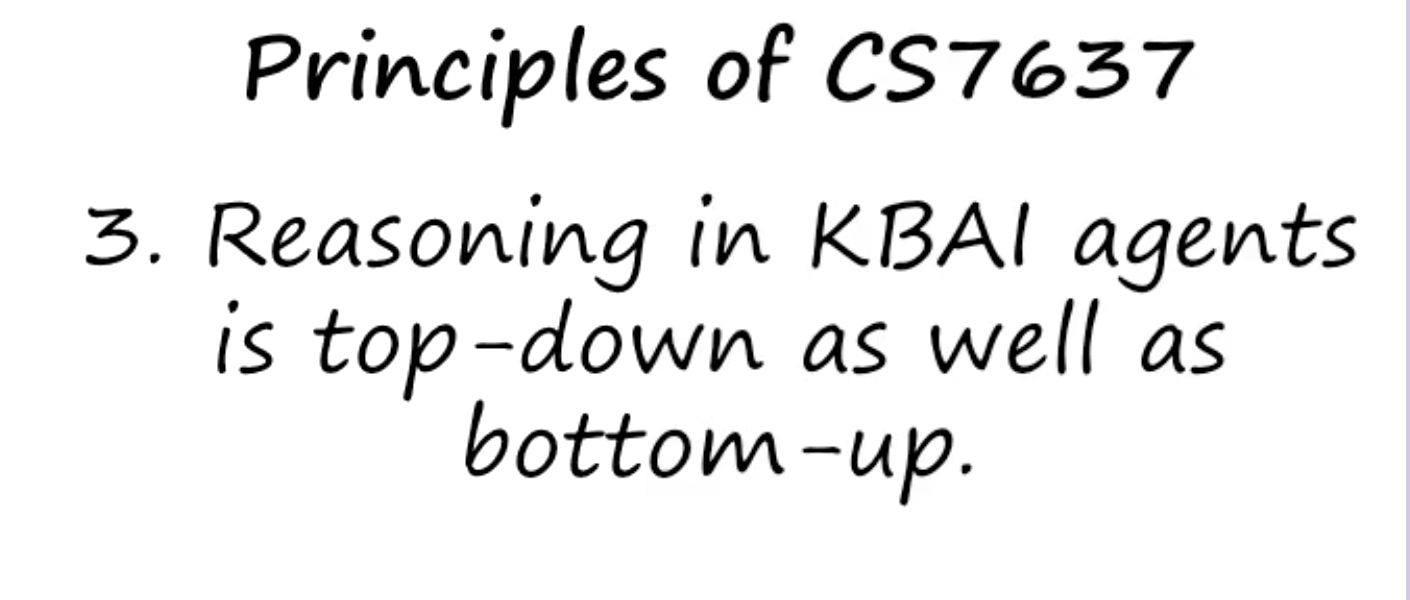 Principles of CS7637
3. Reasoning in KBAI agents
is top-down as well as
bottom-up.